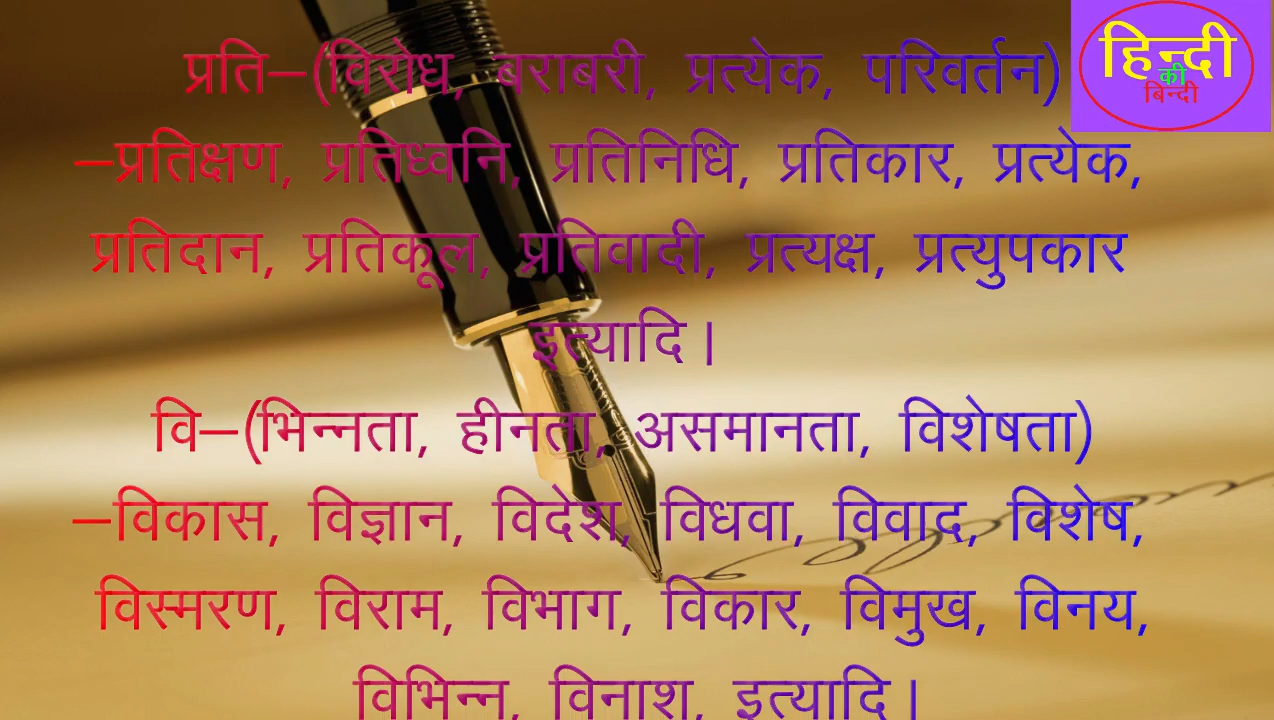 प्रति–(विरोध, बराबरी, प्रत्येक, परिवर्तन)
हिन्दी
की
बिन्दी
–प्रतिक्षण, प्रतिध्वनि, प्रतिनिधि, प्रतिकार, प्रत्येक,
प्रतिदान, प्रतिकूल, प्रतिवादी, प्रत्यक्ष, प्रत्युपकार
इत्यादि।
वि–(भिन्नता, हीनता, असमानता, विशेषता)
–विकास, विज्ञान, विदेश, विधवा, विवाद, विशेष,
विस्मरण, विराम, विभाग, विकार, विमुख, विनय,
विभिन्न, विनाश, इत्यादि।